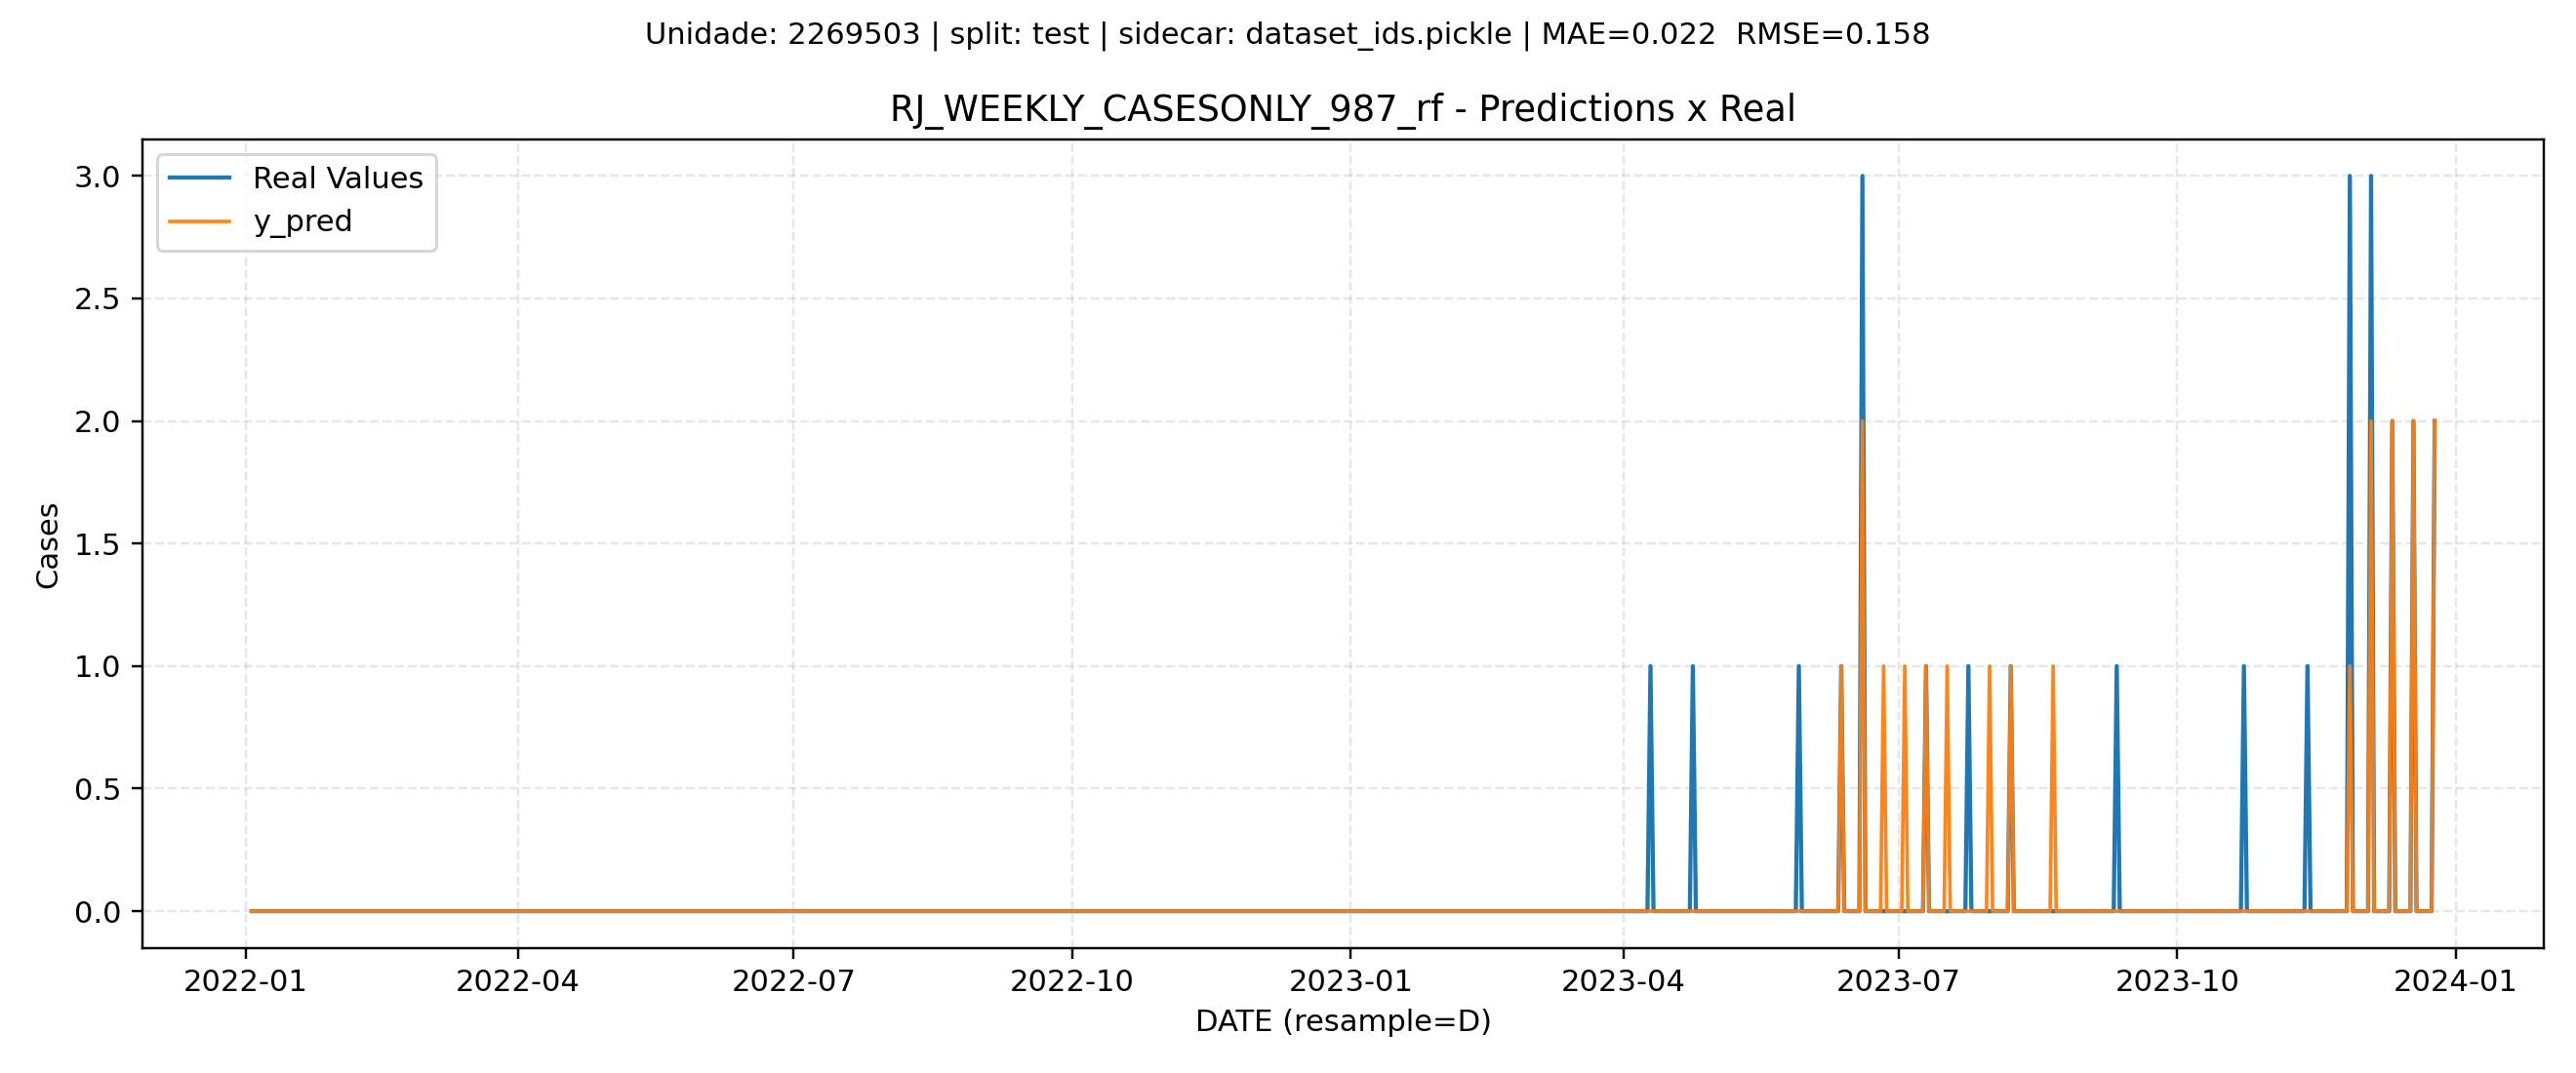 Unidade: 2269503 | split: test | sidecar: dataset_ids.pickle | MAE=0.022  RMSE=0.158
RJ_WEEKLY_CASESONLY_987_rf - Predictions x Real
Real Values
y_pred
3.0
2.5
2.0
1.5
1.0
0.5
0.0
Cases
2022-01 2022-04 2022-07 2022-10 2023-01 2023-04 2023-07 2023-10 2024-01
DATE (resample=D)